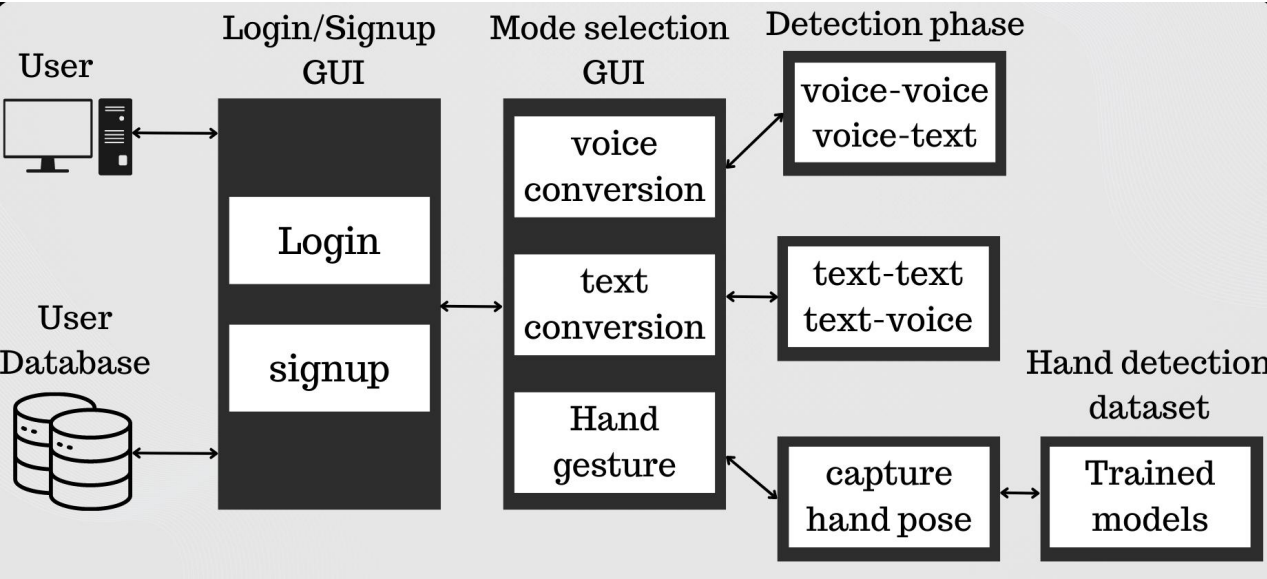 User
Login/Signup
GUI
Mode selection
GUI
Detection phase
Login
signup
User
Database
voice
conversion
text
conversion
Hand
gesture
voice-voice
voice-text
text-text
text-voice
capture
hand pose
Hand detection
dataset
Trained
models